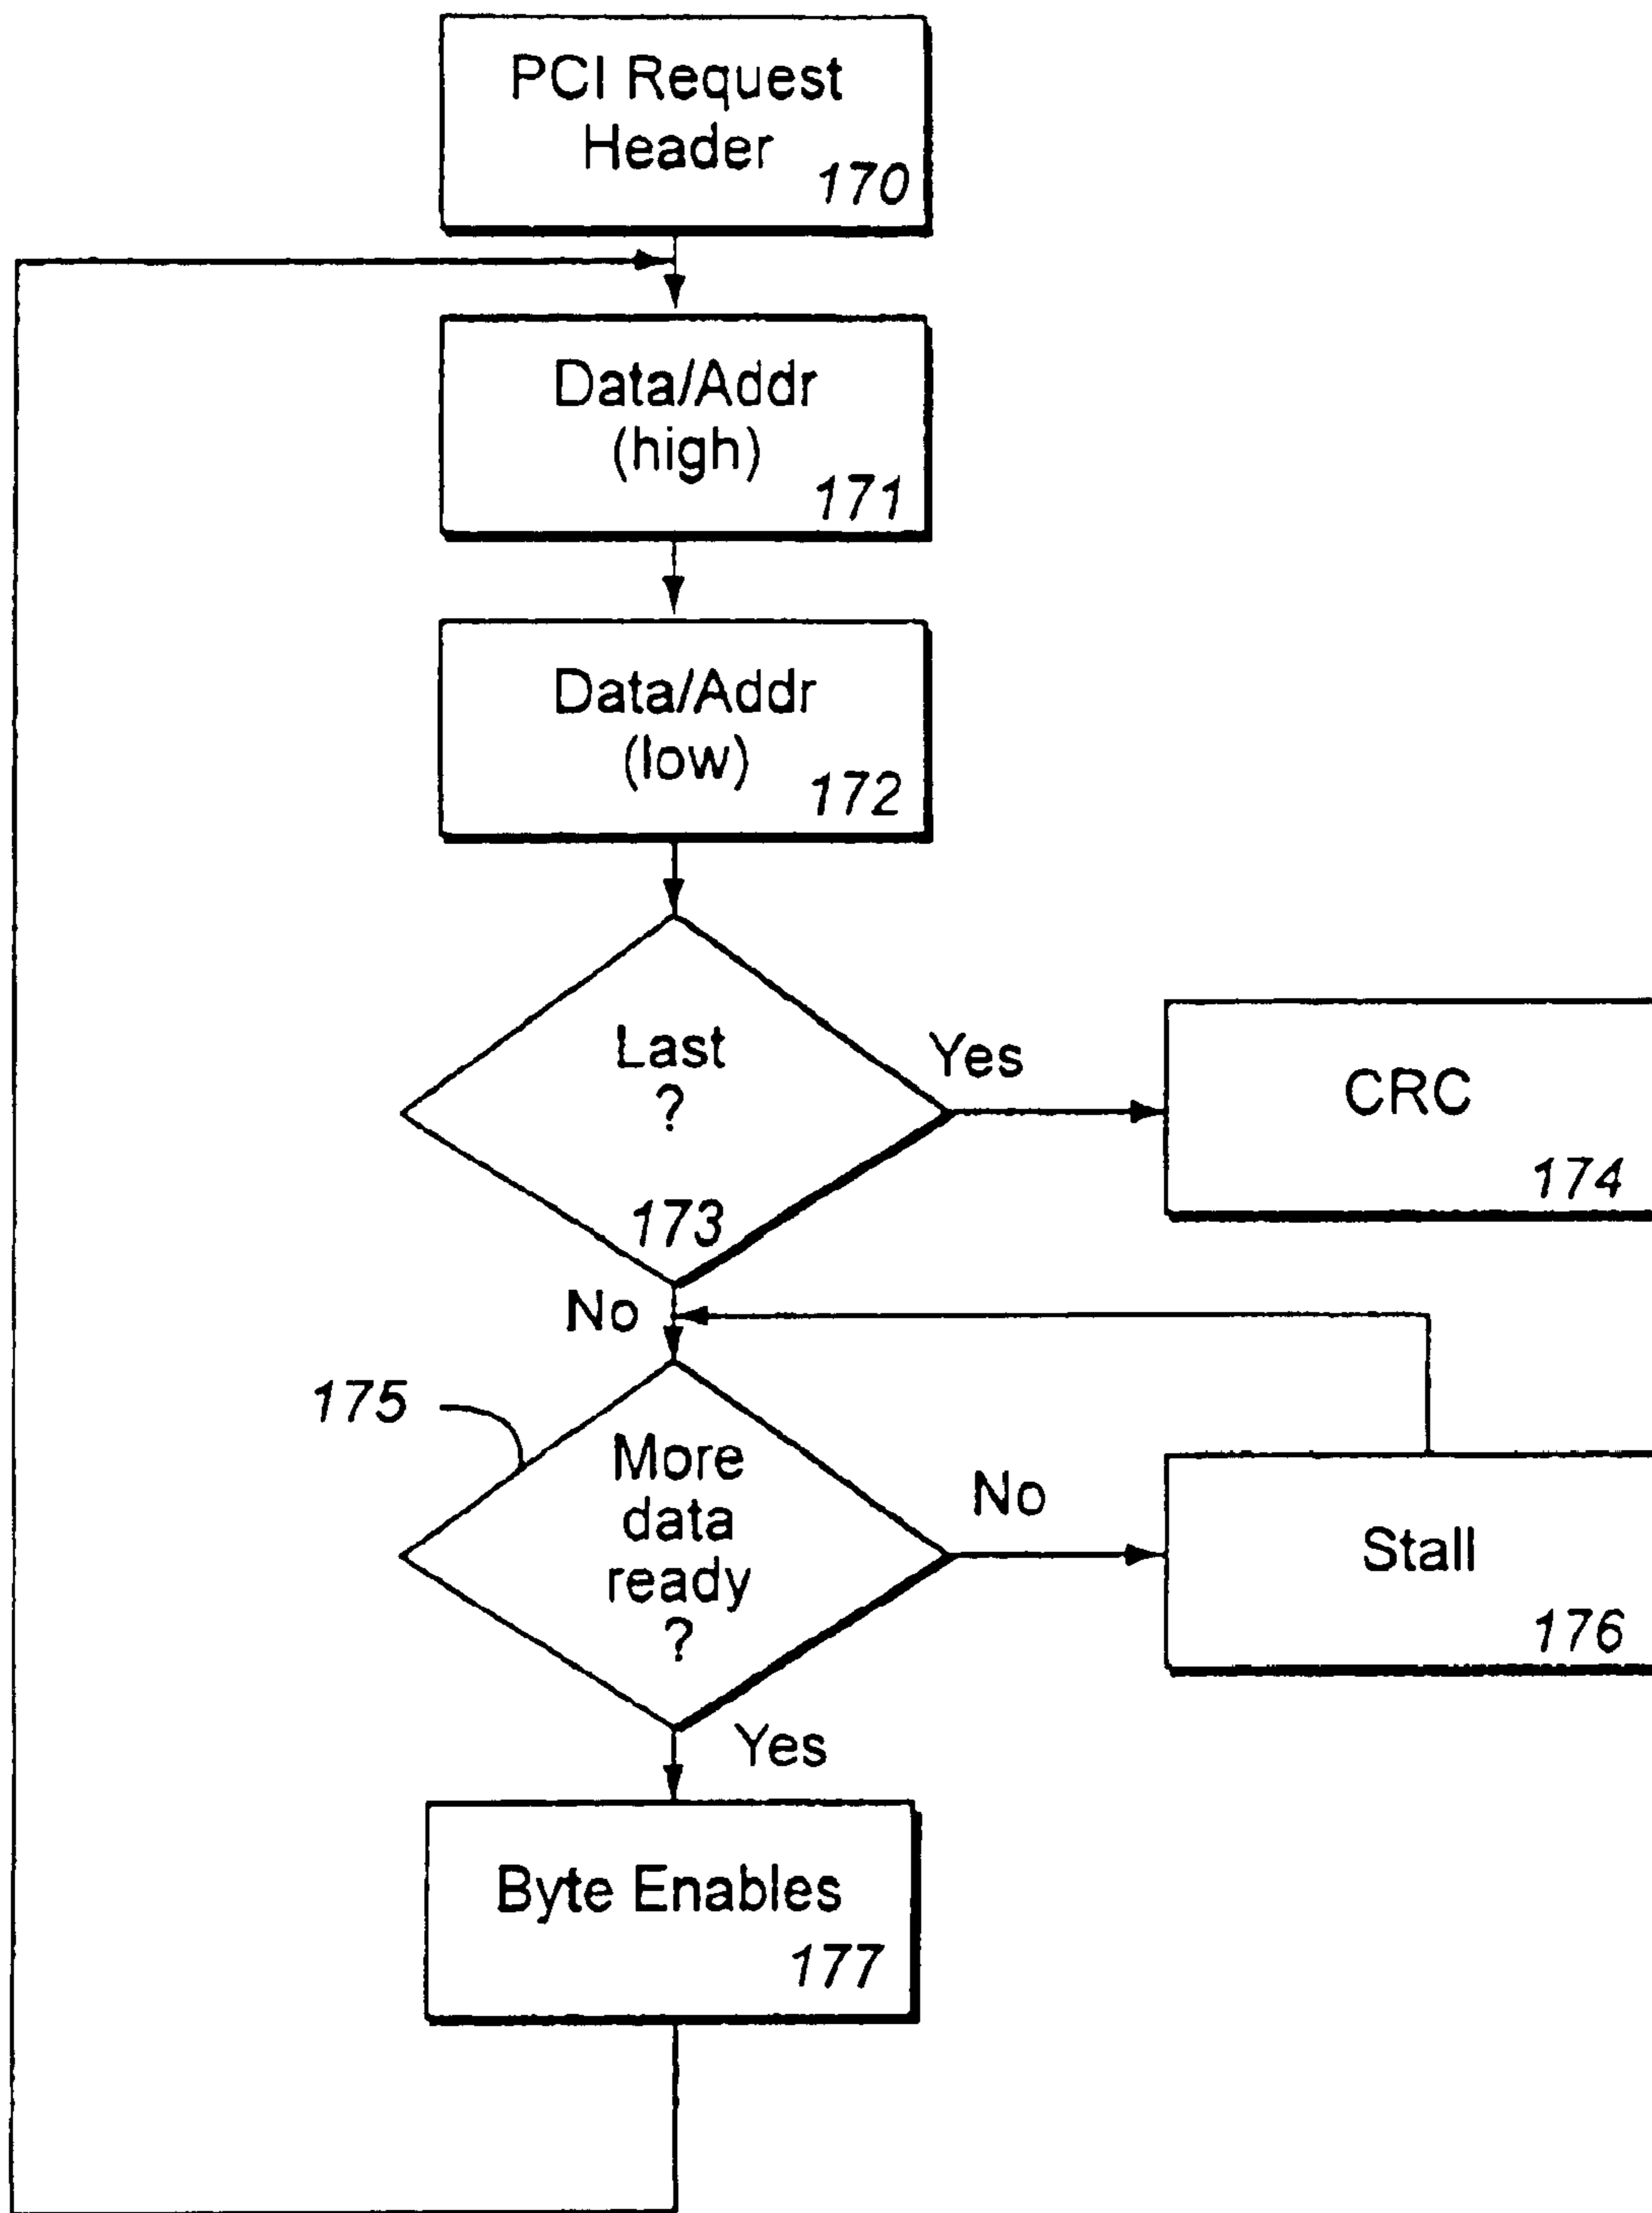 PCI Request
Header
170
Data/Addr
(high)
171
Data/Addr
(low)
172
Last
?
173
Yes
CRC
174
No
175
More
data
ready
?
No
Stall
176
Yes
Byte Enables
177